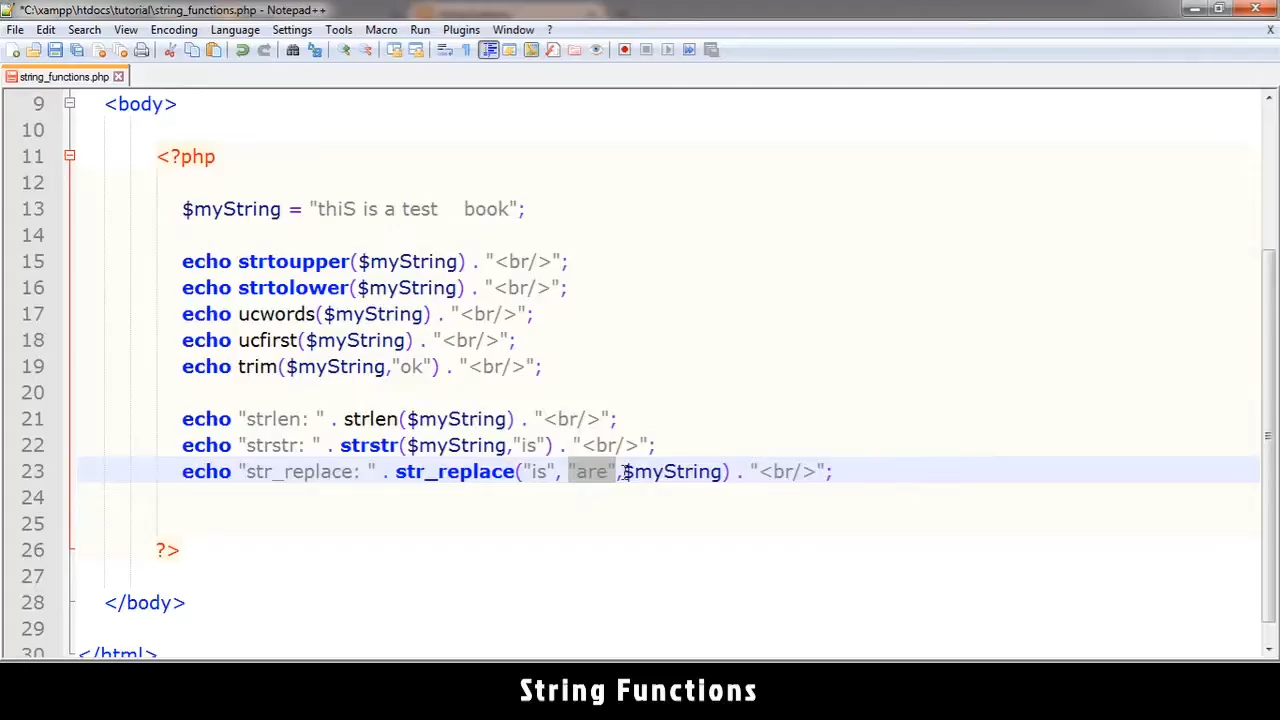 *C:\xampp\htdocs\tutorial\string_functions.php - Notepad++
File Edit Search View Encoding Language Settings Tools Macro Run Plugins Window ? X
string_functions.php
9 <body>
10
11 <?php
12
13 $myString = "thiS is a test    book";
14
15 echo strtoupper($myString) . "<br/>";
16 echo strtolower($myString) . "<br/>";
17 echo ucwords($myString) . "<br/>";
18 echo ucfirst($myString) . "<br/>";
19 echo trim($myString,"ok") . "<br/>";
20
21 echo "strlen: " . strlen($myString) . "<br/>";
22 echo "strstr: " . strstr($myString,"is") . "<br/>";
23 echo "str_replace: " . str_replace("is", "are",$myString) . "<br/>";
24
25
26 ?>
27
28 </body>
29
30 </html>
String Functions